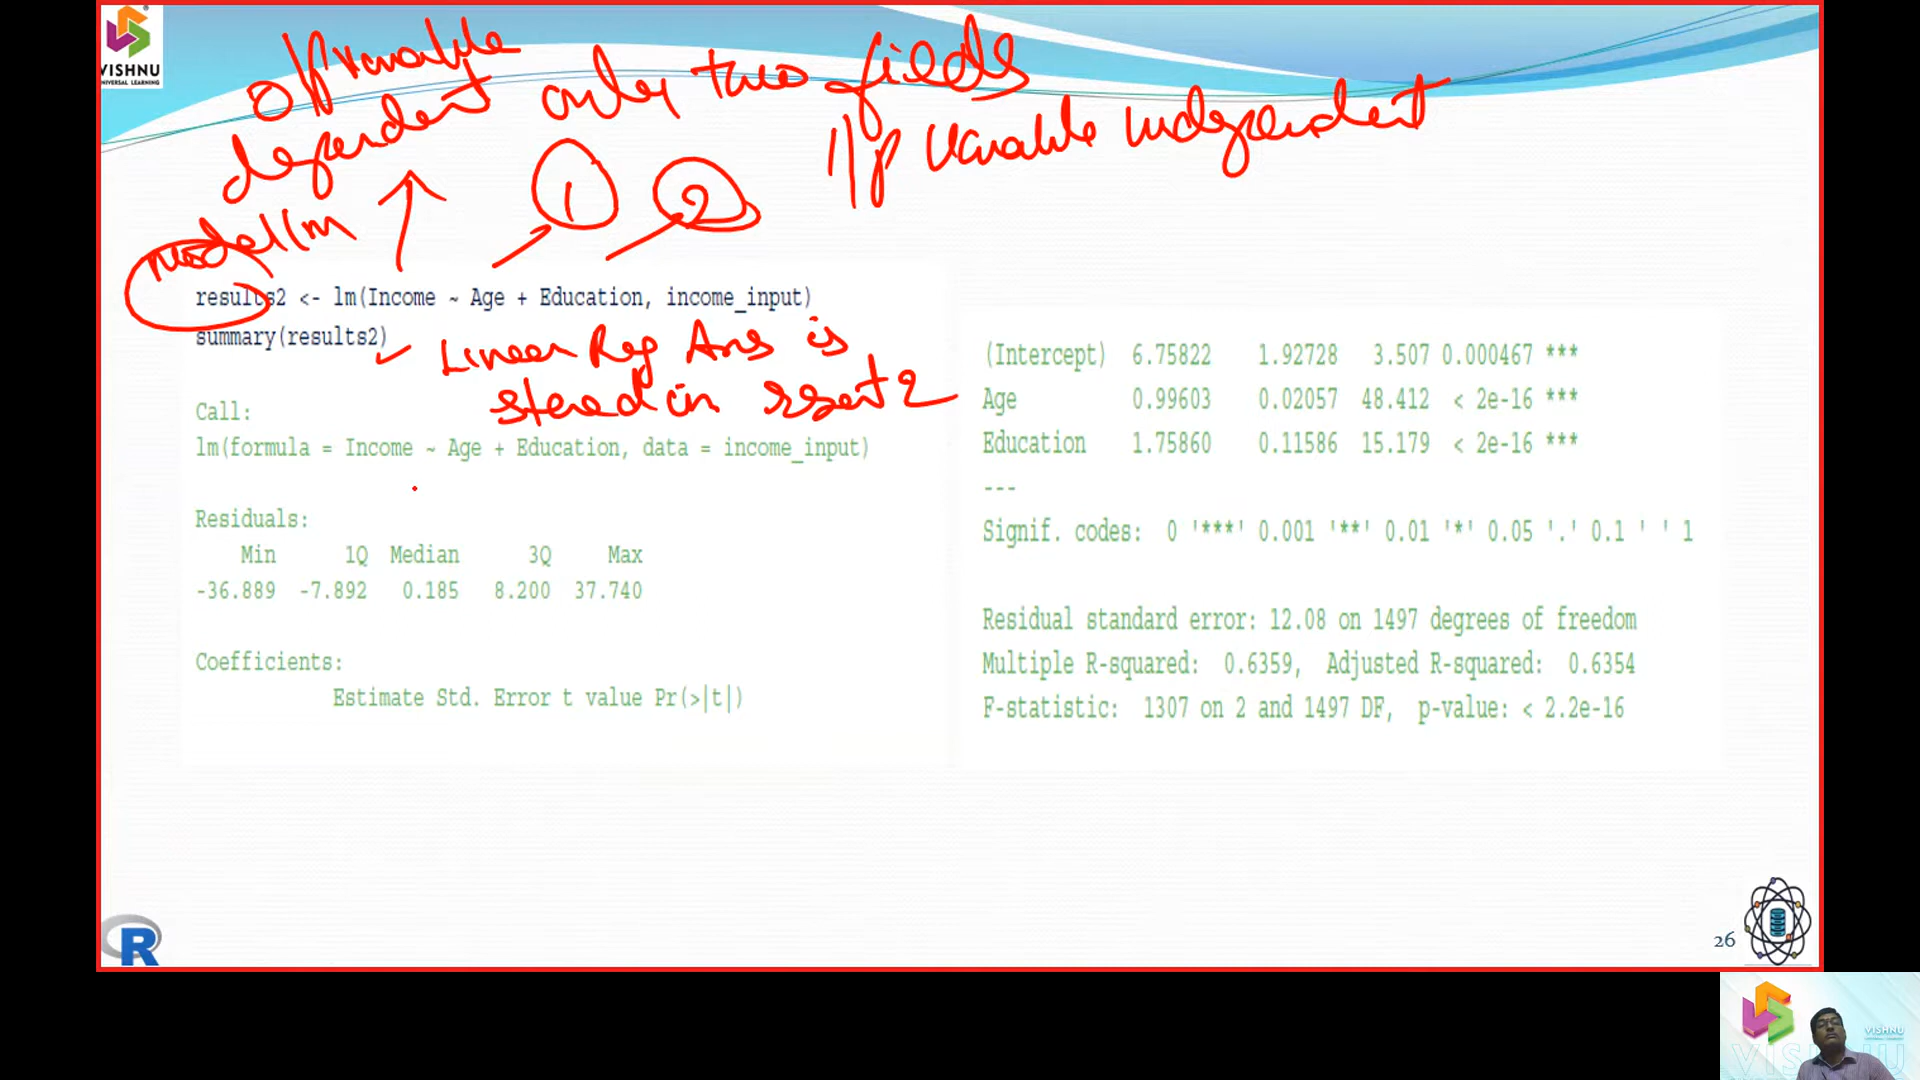 VISHNU
UNIVERSAL LEARNING
O/p variable
dependent only two fields
I/p variable independent
1 2
model lm
results2 <- lm(Income ~ Age + Education, income_input)
summary(results2)
Linear Reg Ans is
stored in result 2
Call:
lm(formula = Income ~ Age + Education, data = income_input)
Residuals:
Min 1Q Median 3Q Max
-36.889 -7.892 0.185 8.200 37.740
Coefficients:
Estimate Std. Error t value Pr(>|t|)
(Intercept) 6.75822 1.92728 3.507 0.000467 ***
Age 0.99603 0.02057 48.412 < 2e-16 ***
Education 1.75860 0.11586 15.179 < 2e-16 ***
---
Signif. codes: 0 '***' 0.001 '**' 0.01 '*' 0.05 '.' 0.1 ' ' 1
Residual standard error: 12.08 on 1497 degrees of freedom
Multiple R-squared: 0.6359, Adjusted R-squared: 0.6354
F-statistic: 1307 on 2 and 1497 DF, p-value: < 2.2e-16
R
26
VISHNU